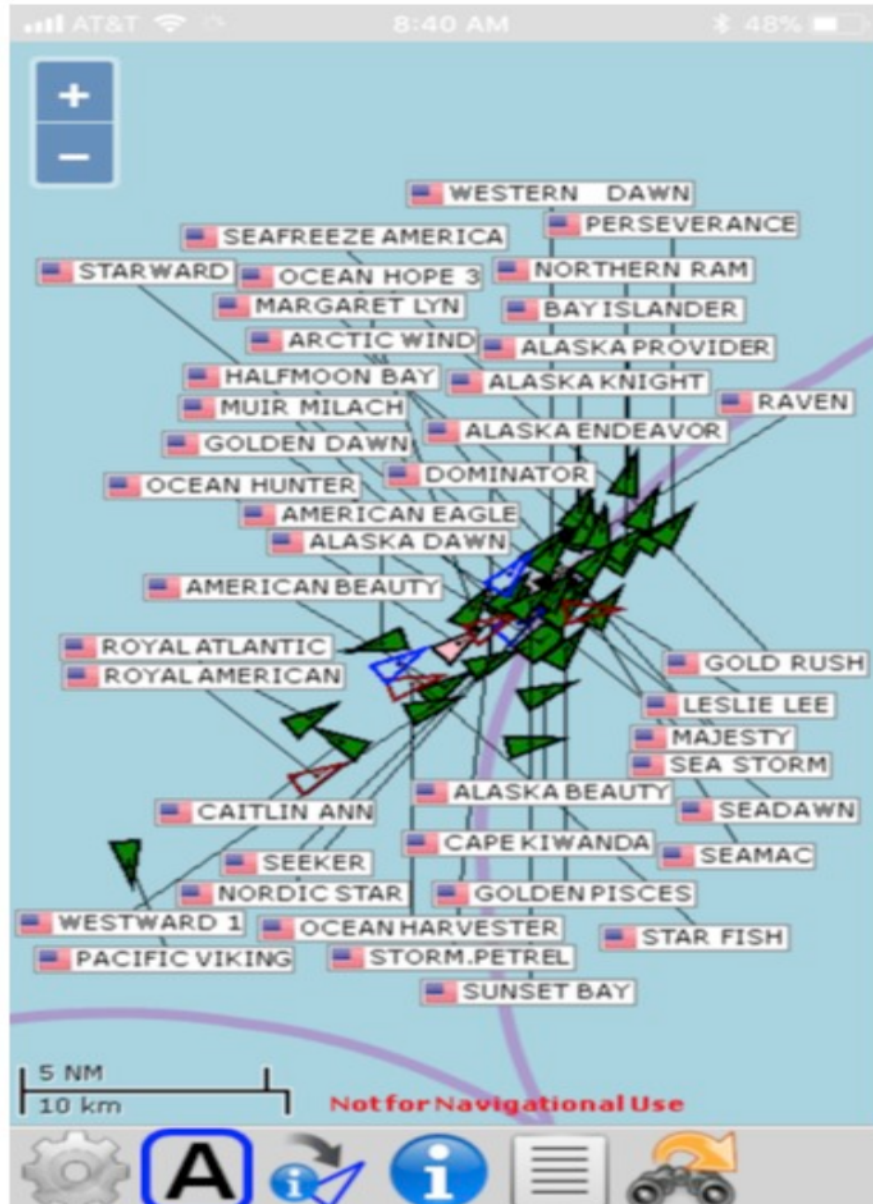 AT&T 8:40 AM 48%
+
−
WESTERN DAWN
PERSEVERANCE
SEAFREEZE AMERICA
STARWARD
OCEAN HOPE 3
NORTHERN RAM
MARGARET LYN
BAY ISLANDER
ARCTIC WIND
ALASKA PROVIDER
HALFMOON BAY
ALASKA KNIGHT
MUIR MILACH
RAVEN
GOLDEN DAWN
ALASKA ENDEAVOR
OCEAN HUNTER
DOMINATOR
AMERICAN EAGLE
ALASKA DAWN
AMERICAN BEAUTY
ROYAL ATLANTIC
GOLD RUSH
ROYAL AMERICAN
LESLIE LEE
MAJESTY
SEA STORM
ALASKA BEAUTY
CAITLIN ANN
SEADAWN
CAPE KIWANDA
SEAMAC
SEEKER
NORDIC STAR
GOLDEN PISCES
WESTWARD 1
OCEAN HARVESTER
STAR FISH
PACIFIC VIKING
STORM.PETREL
SUNSET BAY
5 NM
10 km
Not for Navigational Use
A
i
i